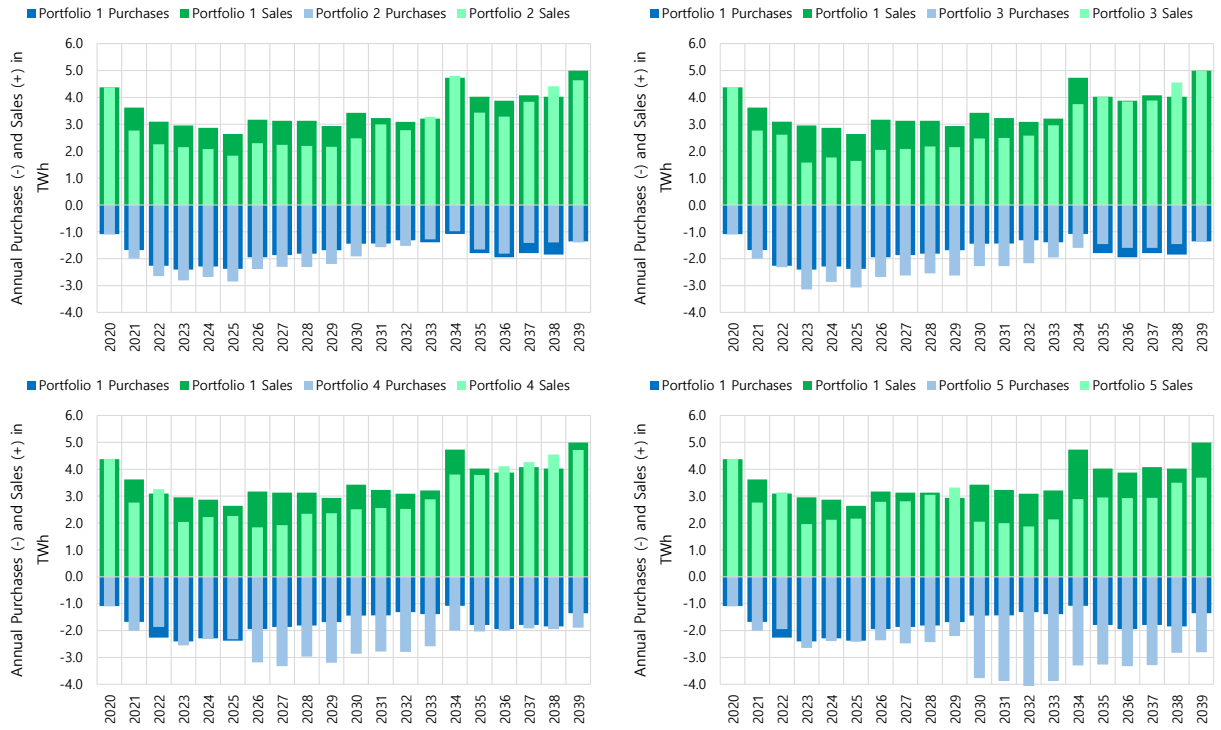 Portfolio 1 Purchases Portfolio 1 Sales Portfolio 2 Purchases Portfolio 2 Sales
Annual Purchases (-) and Sales (+) in
TWh
6.0
5.0
4.0
3.0
2.0
1.0
0.0
-1.0
-2.0
-3.0
-4.0
2020 2021 2022 2023 2024 2025 2026 2027 2028 2029 2030 2031 2032 2033 2034 2035 2036 2037 2038 2039
Portfolio 1 Purchases Portfolio 1 Sales Portfolio 3 Purchases Portfolio 3 Sales
Annual Purchases (-) and Sales (+) in
TWh
6.0
5.0
4.0
3.0
2.0
1.0
0.0
-1.0
-2.0
-3.0
-4.0
2020 2021 2022 2023 2024 2025 2026 2027 2028 2029 2030 2031 2032 2033 2034 2035 2036 2037 2038 2039
Portfolio 1 Purchases Portfolio 1 Sales Portfolio 4 Purchases Portfolio 4 Sales
Annual Purchases (-) and Sales (+) in
TWh
6.0
5.0
4.0
3.0
2.0
1.0
0.0
-1.0
-2.0
-3.0
-4.0
2020 2021 2022 2023 2024 2025 2026 2027 2028 2029 2030 2031 2032 2033 2034 2035 2036 2037 2038 2039
Portfolio 1 Purchases Portfolio 1 Sales Portfolio 5 Purchases Portfolio 5 Sales
Annual Purchases (-) and Sales (+) in
TWh
6.0
5.0
4.0
3.0
2.0
1.0
0.0
-1.0
-2.0
-3.0
-4.0
2020 2021 2022 2023 2024 2025 2026 2027 2028 2029 2030 2031 2032 2033 2034 2035 2036 2037 2038 2039